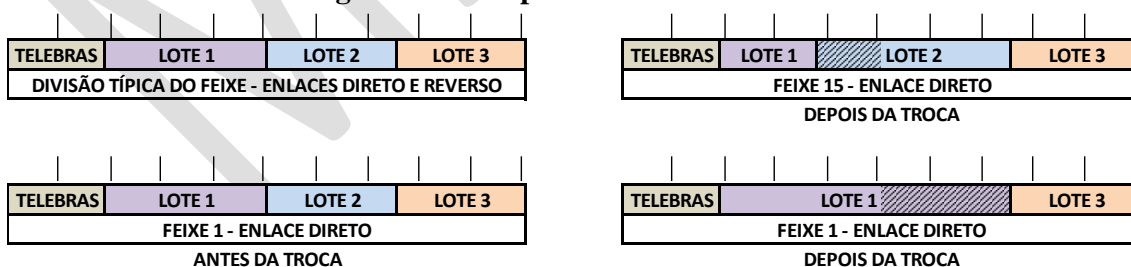 TELEBRAS LOTE 1 LOTE 2 LOTE 3
DIVISÃO TÍPICA DO FEIXE - ENLACES DIRETO E REVERSO
TELEBRAS LOTE 1 LOTE 2 LOTE 3
FEIXE 15 - ENLACE DIRETO
DEPOIS DA TROCA
TELEBRAS LOTE 1 LOTE 2 LOTE 3
FEIXE 1 - ENLACE DIRETO
ANTES DA TROCA
TELEBRAS LOTE 1 LOTE 3
FEIXE 1 - ENLACE DIRETO
DEPOIS DA TROCA